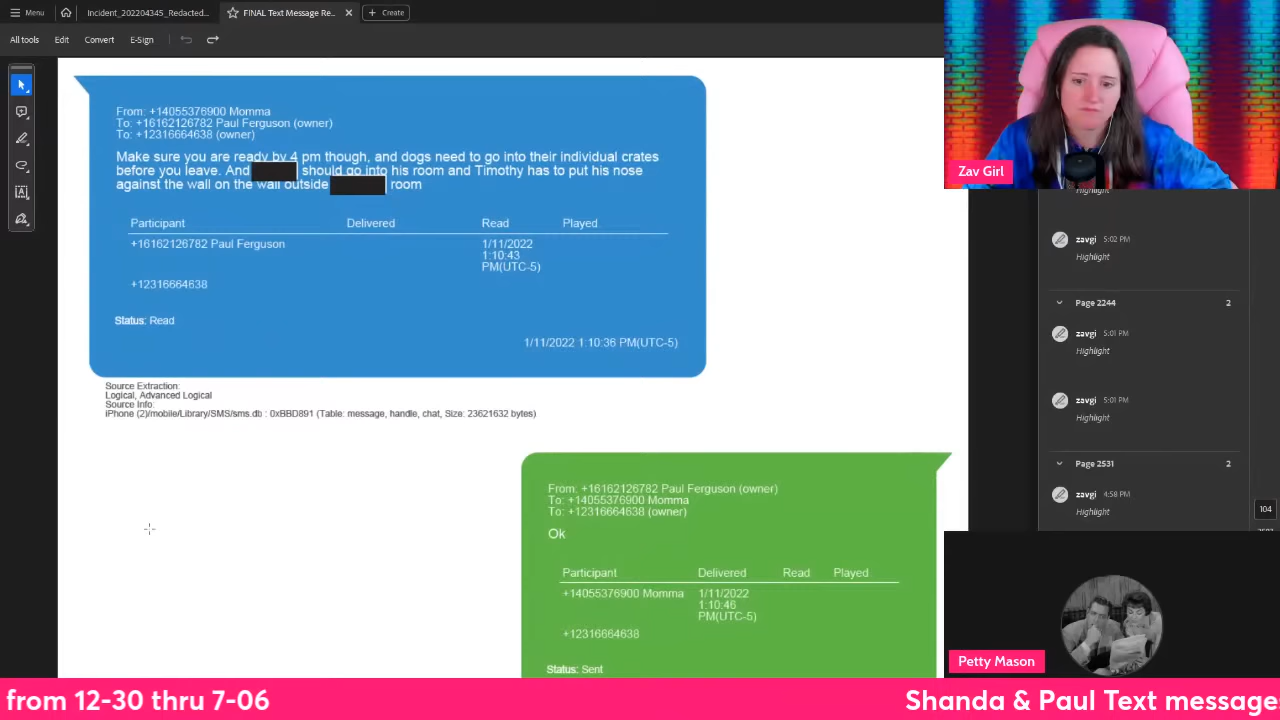 Menu
Incident_202204345_Redacted...
FINAL Text Message Re...
Create
All tools
Edit
Convert
E-Sign
From: +14055376900 Momma
To: +16162126782 Paul Ferguson (owner)
To: +12316664638 (owner)
Make sure you are ready by 4 pm though, and dogs need to go into their individual crates
before you leave. And should go into his room and Timothy has to put his nose
against the wall on the wall outside room
Participant Delivered Read Played
+16162126782 Paul Ferguson 1/11/2022
1:10:43
PM(UTC-5)
+12316664638
Status: Read
1/11/2022 1:10:36 PM(UTC-5)
Source Extraction:
Logical, Advanced Logical
Source Info:
iPhone (2)/mobile/Library/SMS/sms.db : 0xBBD891 (Table: message, handle, chat, Size: 23621632 bytes)
From: +16162126782 Paul Ferguson (owner)
To: +14055376900 Momma
To: +12316664638 (owner)
Ok
Participant Delivered Read Played
+14055376900 Momma 1/11/2022
1:10:46
PM(UTC-5)
+12316664638
Status: Sent
Zav Girl
Highlight
zavgi 5:02 PM
Highlight
Page 2244 2
zavgi 5:01 PM
Highlight
zavgi 5:01 PM
Highlight
Page 2531 2
zavgi 4:58 PM
Highlight
104
Petty Mason
from 12-30 thru 7-06
Shanda & Paul Text message